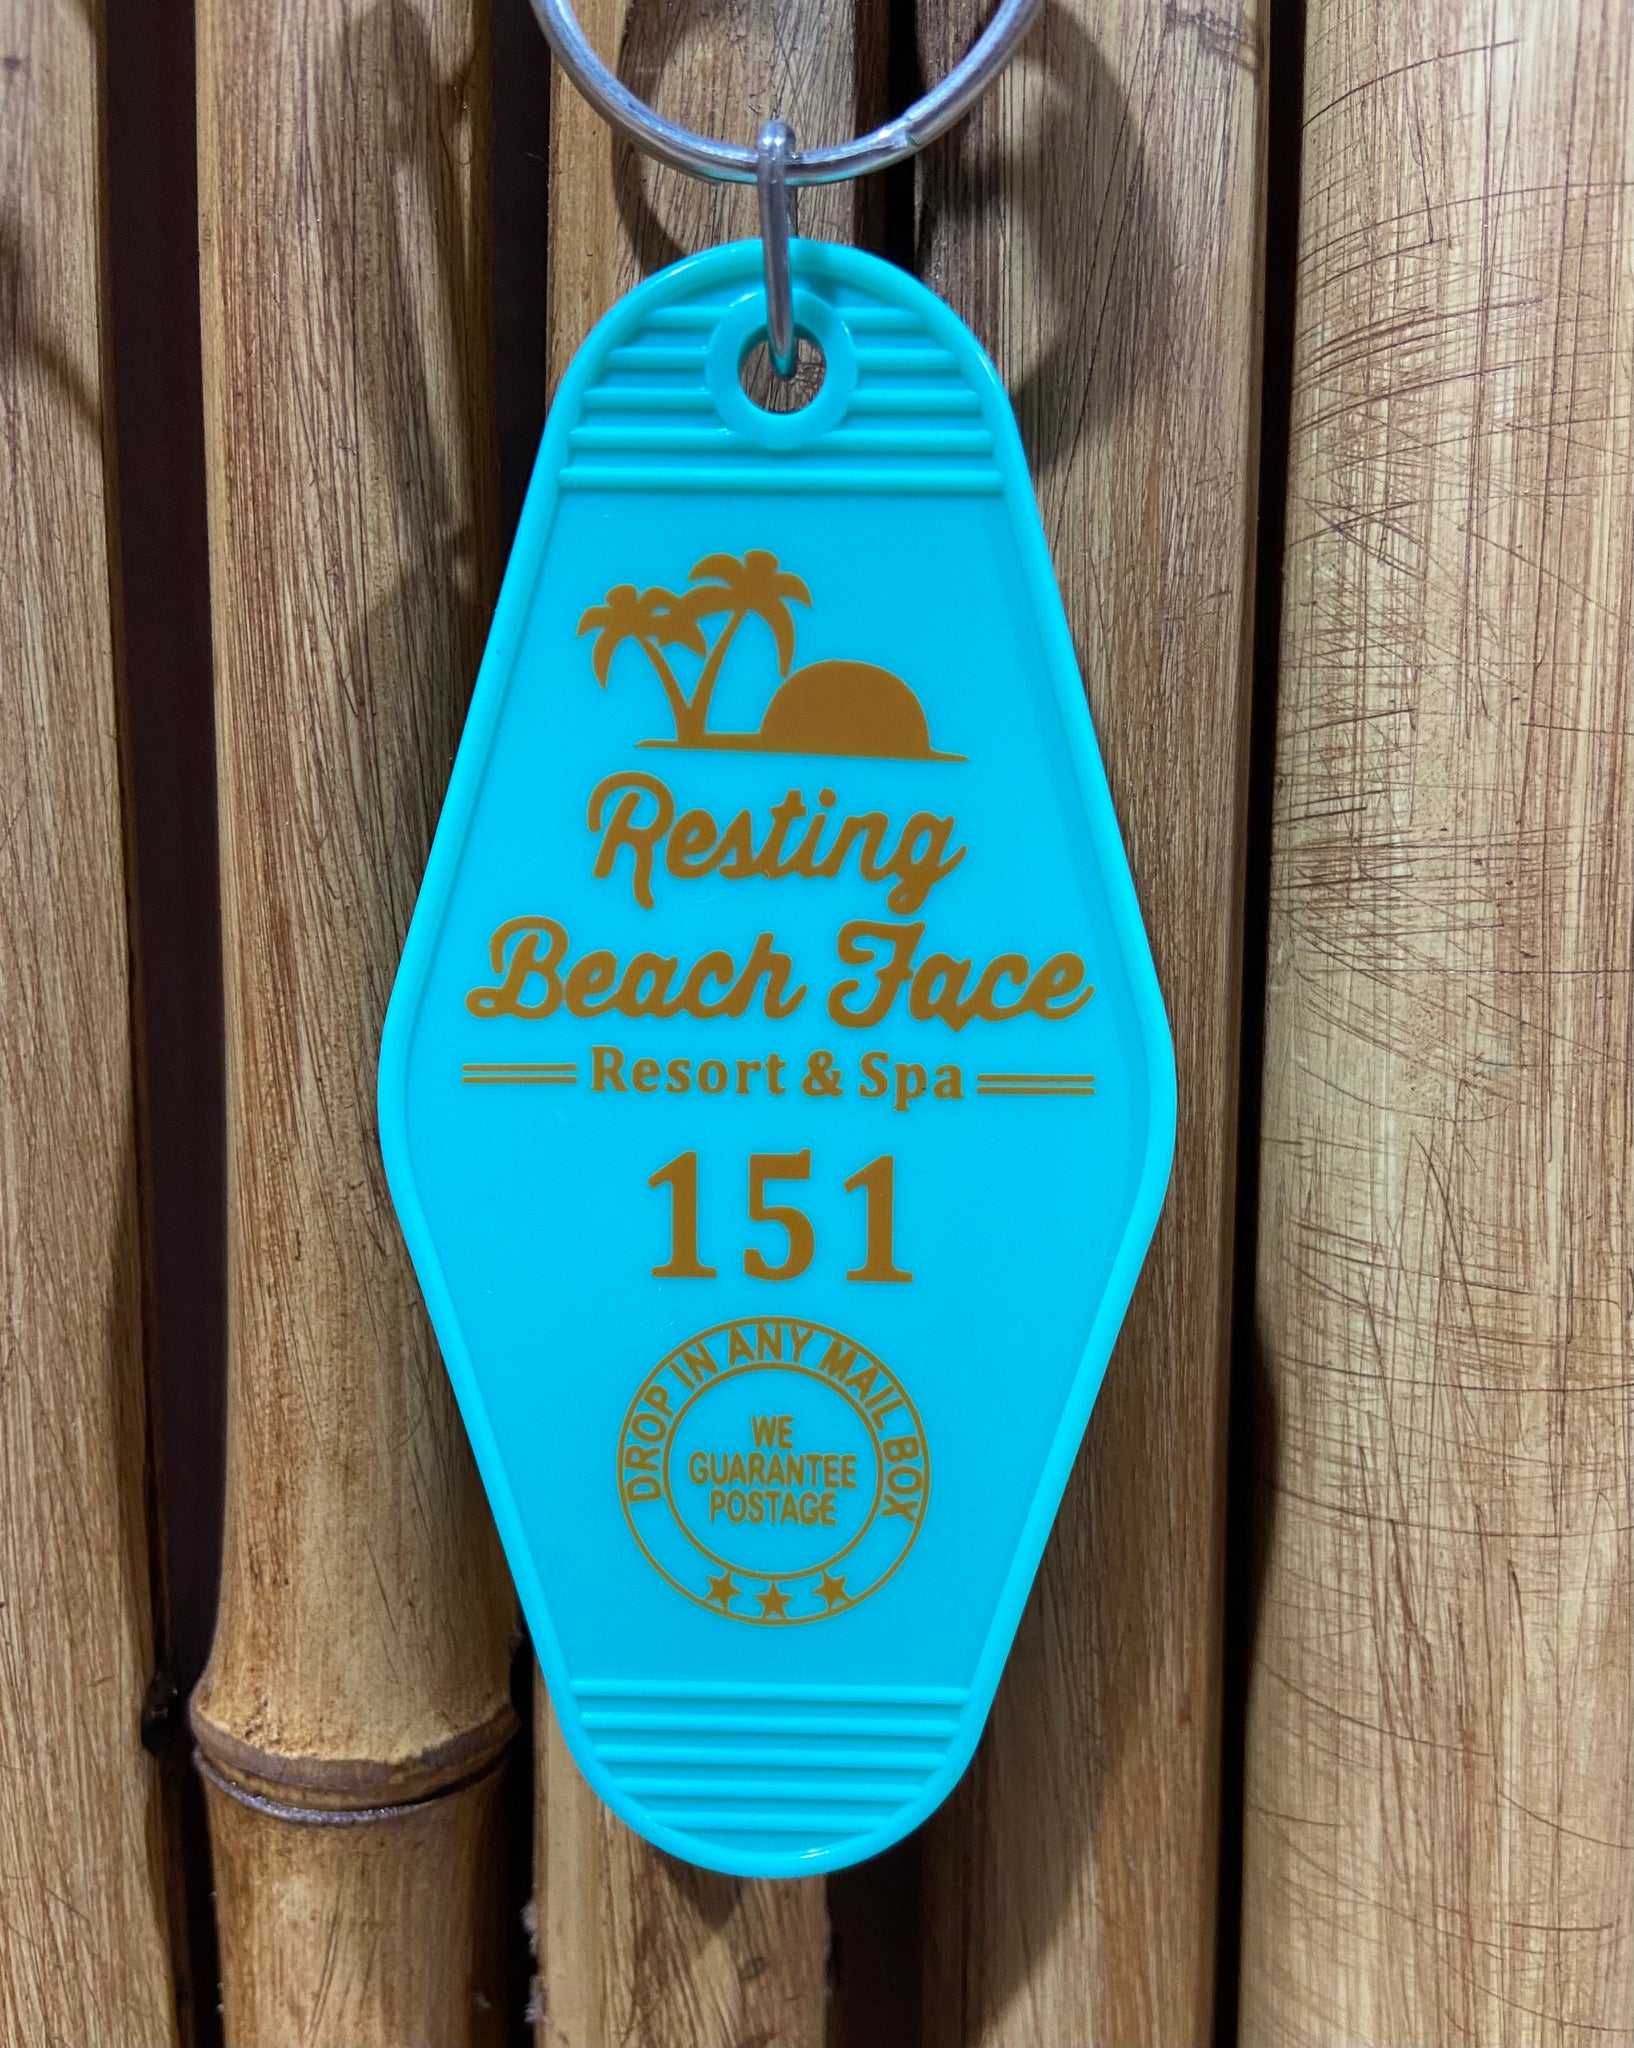 Resting
Beach Face
Resort & Spa
151
DROP IN ANY MAIL BOX
WE
GUARANTEE
POSTAGE